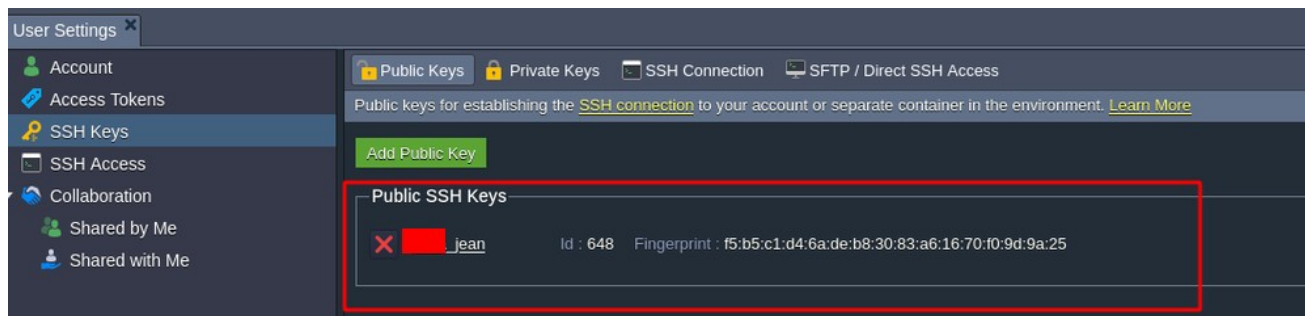 User Settings
Account
Access Tokens
SSH Keys
SSH Access
Collaboration
Shared by Me
Shared with Me
Public Keys Private Keys SSH Connection SFTP / Direct SSH Access
Public keys for establishing the SSH connection to your account or separate container in the environment. Learn More
Add Public Key
Public SSH Keys
_jean Id : 648 Fingerprint : f5:b5:c1:d4:6a:de:b8:30:83:a6:16:70:f0:9d:9a:25